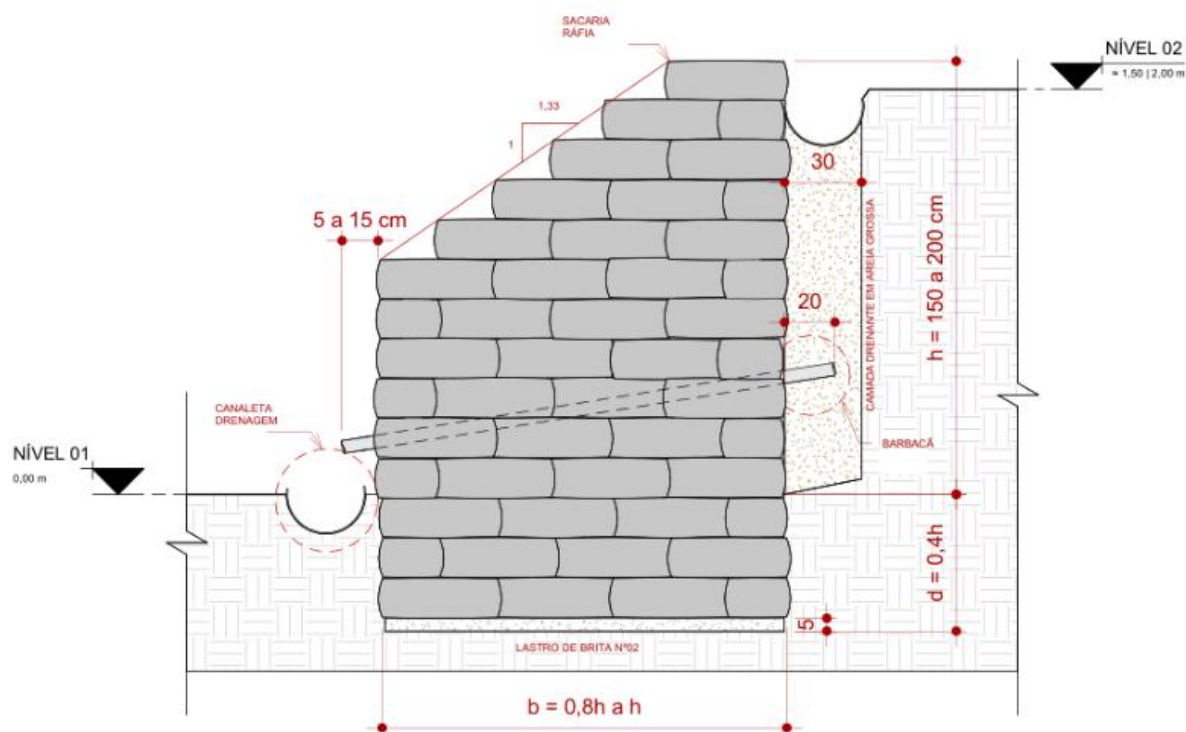 SACARIA
RÁFIA
NÍVEL 02
≈ 1,50 | 2,00 m
1,33
1
30
5 a 15 cm
CAMADA DRENANTE EM AREIA GROSSA
h = 150 a 200 cm
20
CANALETA
DRENAGEM
BARBACÃ
NÍVEL 01
0,00 m
d = 0,4h
5
LASTRO DE BRITA Nº02
b = 0,8h a h